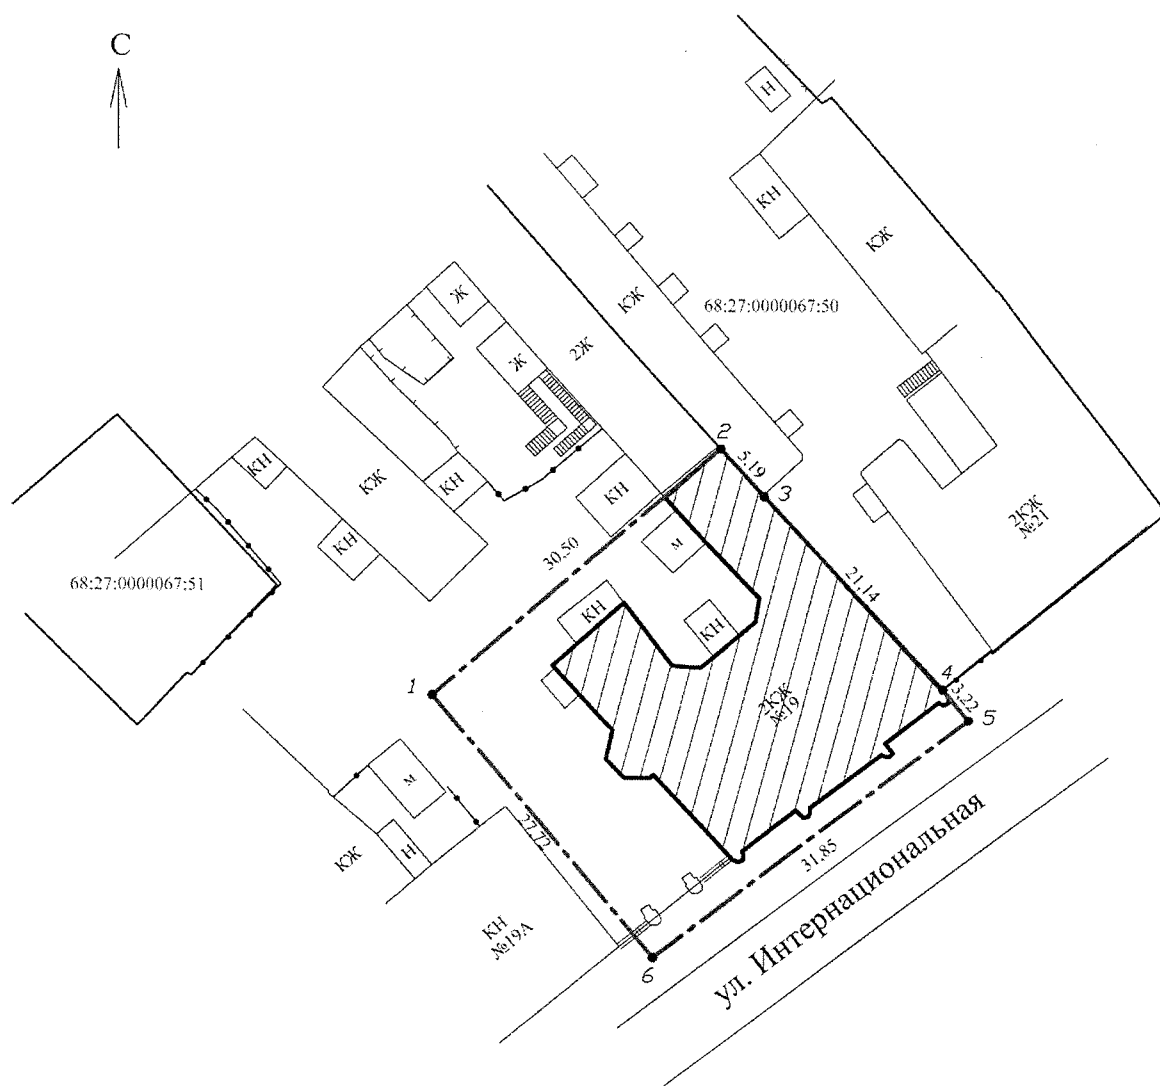 С
Н
КН
КЖ
КЖ
68:27:0000067:50
Ж
2Ж
Ж
2
5,19
3
КН
КН
КЖ
КН
2КЖ
№21
КН
м
30,50
68:27:0000067:51
21,14
КН
КН
1
4
3,22
5
2КЖ
№19
м
27,72
КЖ
Н
31,85
КН
№19А
6
ул. Интернациональная